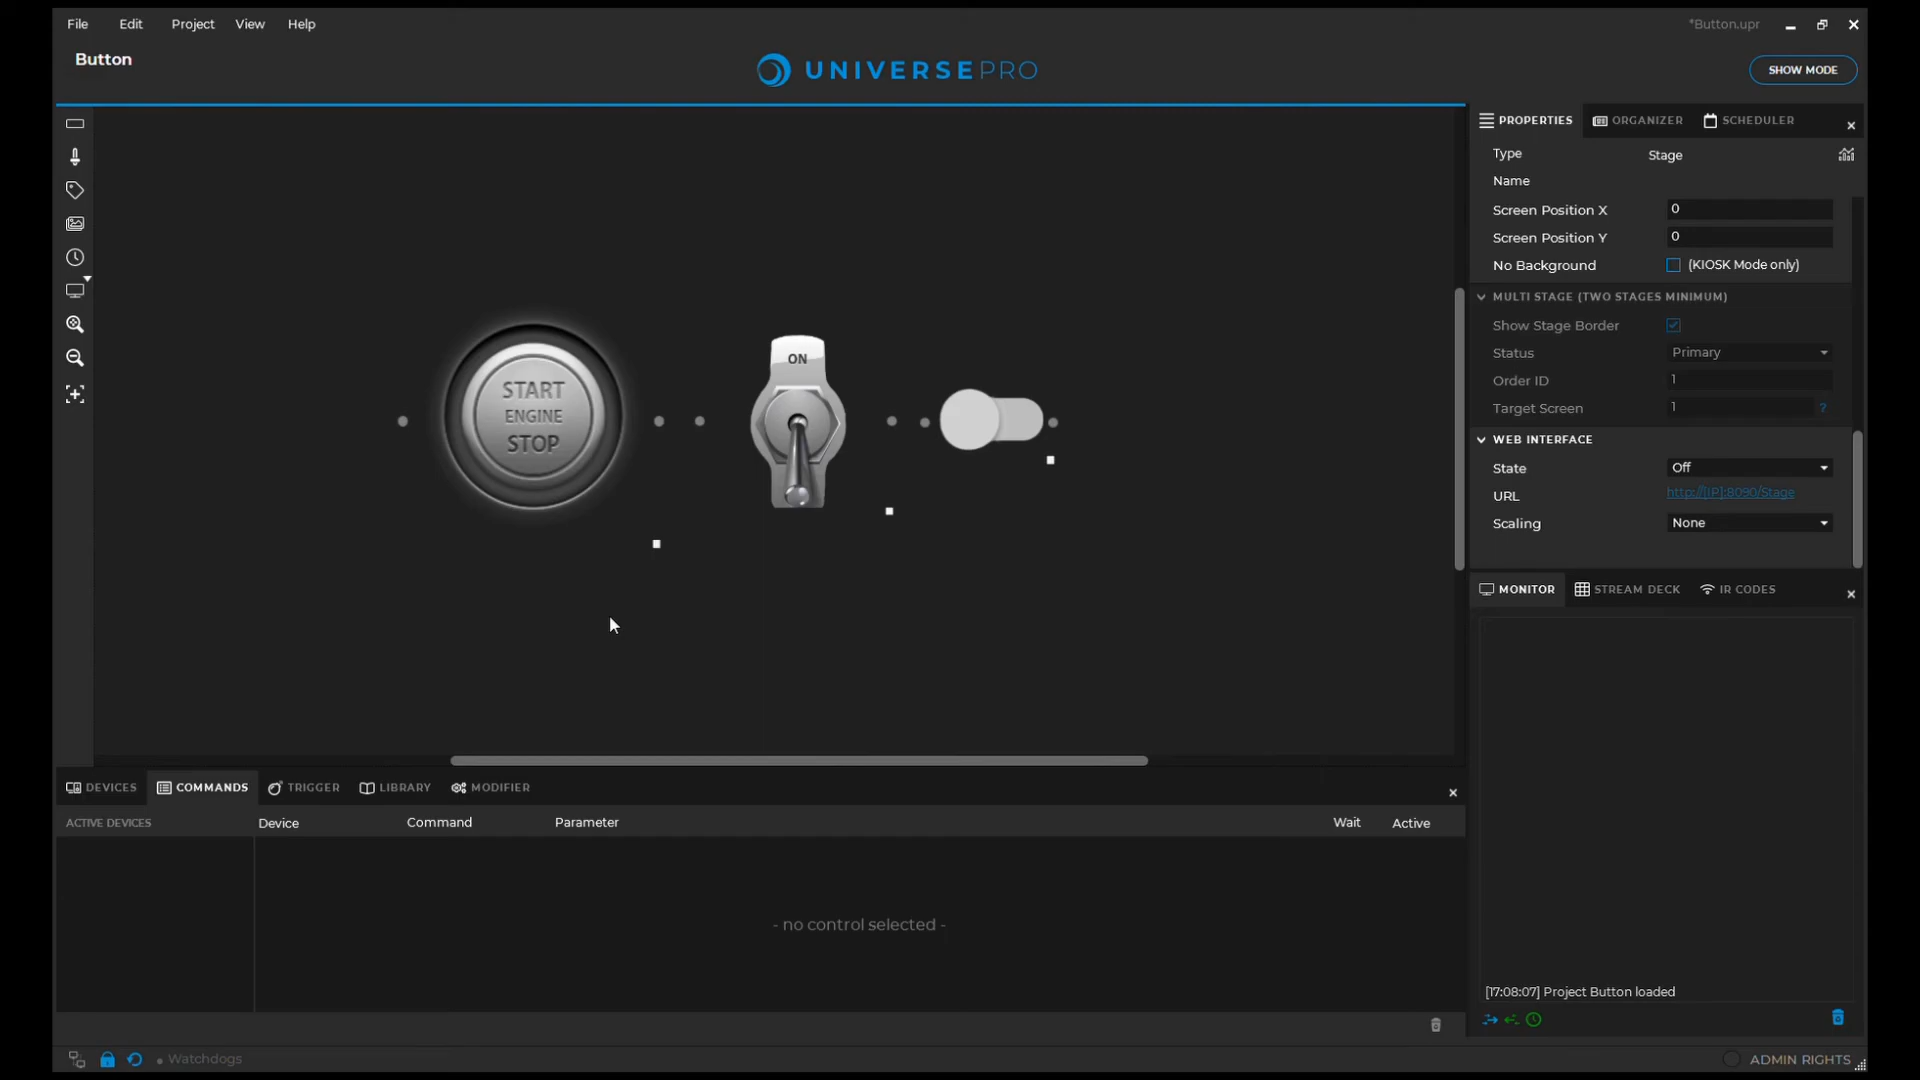 File Edit Project View Help
*Button.upr
Button
UNIVERSEPRO
SHOW MODE
PROPERTIES ORGANIZER SCHEDULER
Type Stage
Name
Screen Position X 0
Screen Position Y 0
No Background (KIOSK Mode only)
MULTI STAGE (TWO STAGES MINIMUM)
Show Stage Border
Status Primary
Order ID 1
Target Screen 1 ?
WEB INTERFACE
State Off
URL http://[IP]:8090/Stage
Scaling None
START
ENGINE
STOP
ON
MONITOR STREAM DECK IR CODES
[17:08:07] Project Button loaded
DEVICES COMMANDS TRIGGER LIBRARY MODIFIER
ACTIVE DEVICES Device Command Parameter Wait Active
- no control selected -
Watchdogs
ADMIN RIGHTS